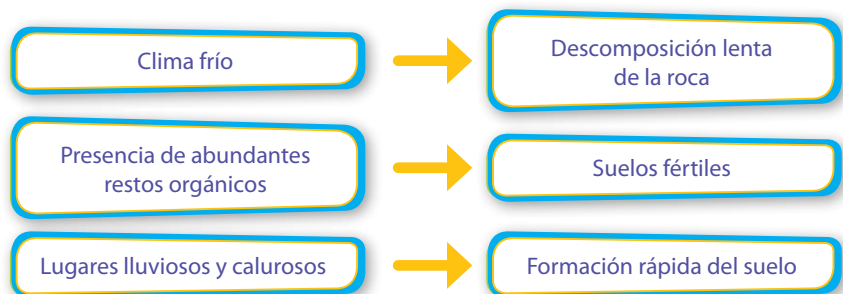 Clima frío
Descomposición lenta
de la roca
Presencia de abundantes
restos orgánicos
Suelos fértiles
Lugares lluviosos y calurosos
Formación rápida del suelo